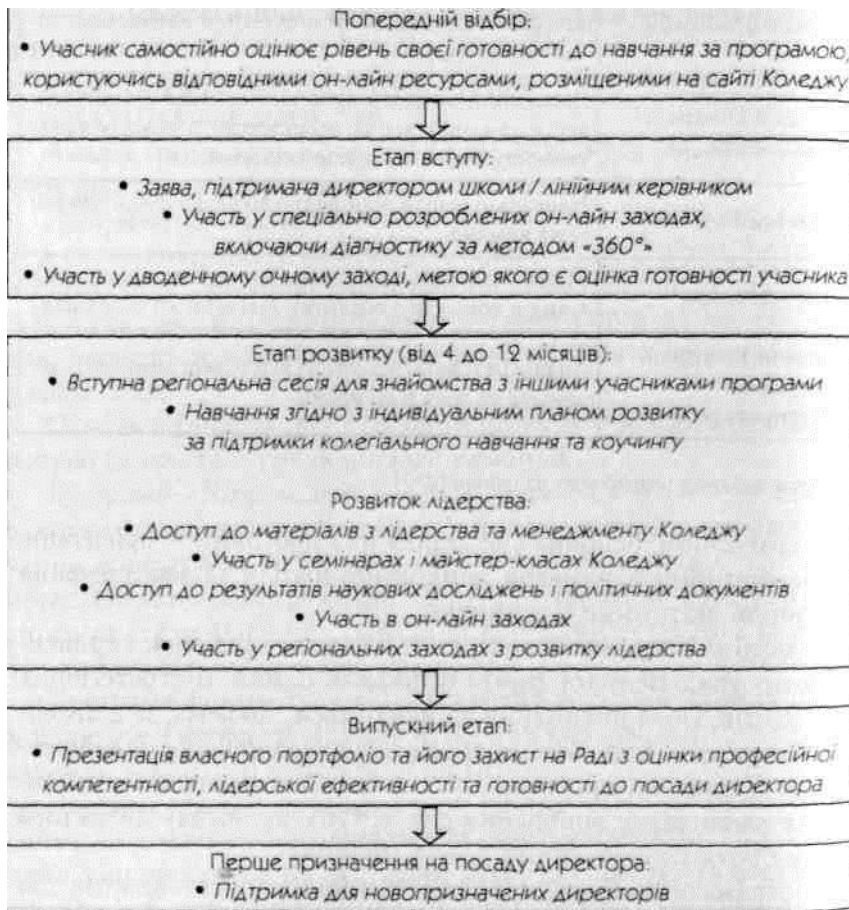 Попередній відбір:
• Учасник самостійно оцінює рівень своєї готовності до навчання за програмою,
користуючись відповідними он-лайн ресурсами, розміщеними на сайті Коледжу
Етап вступу:
• Заява, підтримана директором школи / лінійним керівником
• Участь у спеціально розроблених он-лайн заходах,
включаючи діагностику за методом «360°»
• Участь у дводенному очному заході, метою якого є оцінка готовності учасника
Етап розвитку (від 4 до 12 місяців):
• Вступна регіональна сесія для знайомства з іншими учасниками програми
• Навчання згідно з індивідуальним планом розвитку
за підтримки колегіального навчання та коучингу
Розвиток лідерства:
• Доступ до матеріалів з лідерства та менеджменту Коледжу
• Участь у семінарах і майстер-класах Коледжу
• Доступ до результатів наукових досліджень і політичних документів
• Участь в он-лайн заходах
• Участь у регіональних заходах з розвитку лідерства
Випускний етап:
• Презентація власного портфоліо та його захист на Раді з оцінки професійної
компетентності, лідерської ефективності та готовності до посади директора
Перше призначення на посаду директора:
• Підтримка для новопризначених директорів